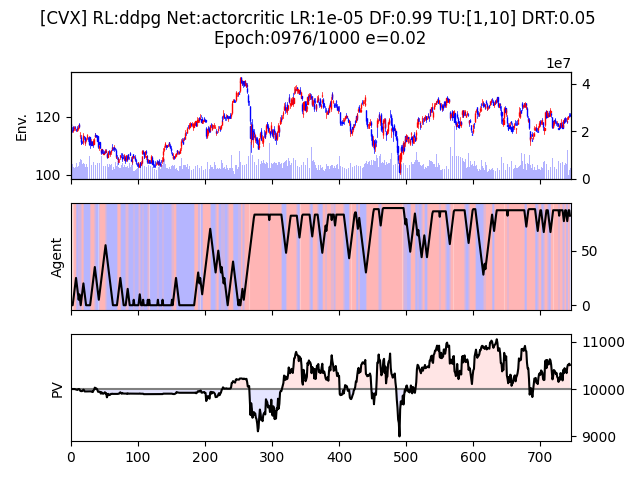 [CVX] RL:ddpg Net:actorcritic LR:1e-05 DF:0.99 TU:[1,10] DRT:0.05
Epoch:0976/1000 e=0.02
1e7
Env.
120
100
4
2
0
Agent
50
0
PV
11000
10000
9000
0 100 200 300 400 500 600 700